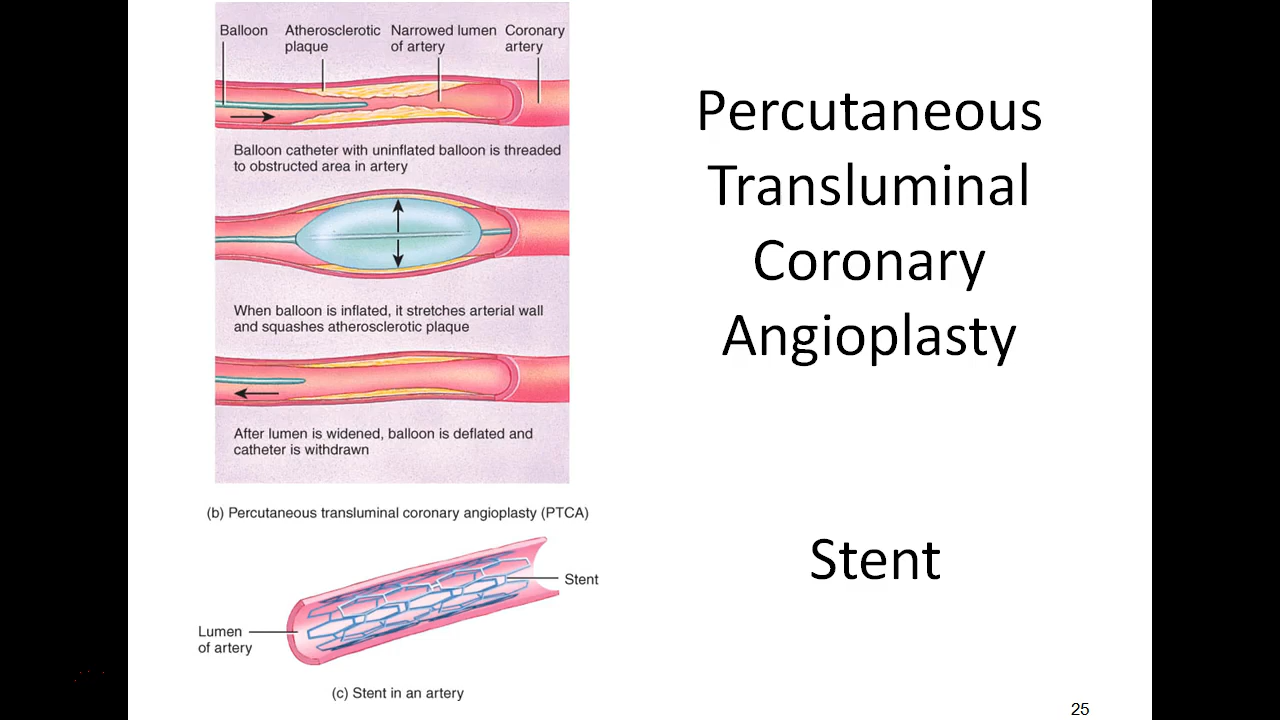 Balloon
Atherosclerotic
plaque
Narrowed lumen
of artery
Coronary
artery
Balloon catheter with uninflated balloon is threaded
to obstructed area in artery
When balloon is inflated, it stretches arterial wall
and squashes atherosclerotic plaque
After lumen is widened, balloon is deflated and
catheter is withdrawn
(b) Percutaneous transluminal coronary angioplasty (PTCA)
Stent
Lumen
of artery
(c) Stent in an artery
Percutaneous
Transluminal
Coronary
Angioplasty
Stent
25